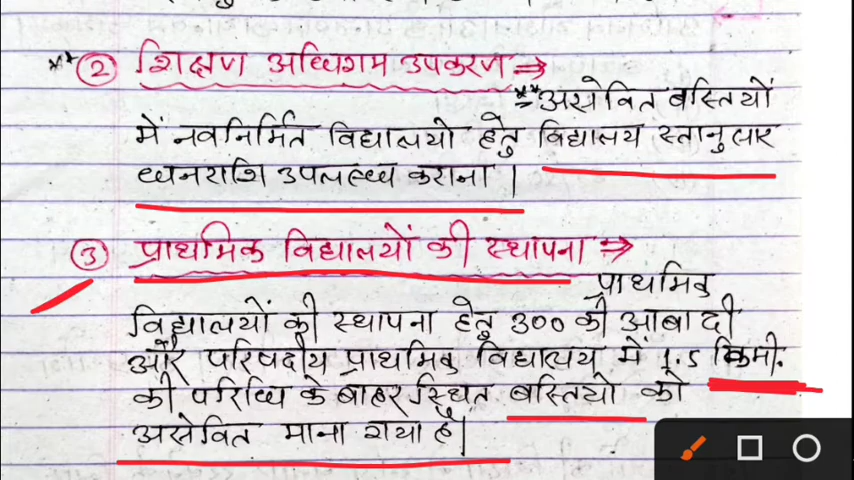 ** ② शिक्षण अधिगम उपकरण ⇒
** असेवित बस्तियों
में नवनिर्मित विद्यालयो हेतु विद्यालय स्तानुसार
धनराशि उपलब्ध कराना |
③ प्राथमिक विद्यालयों की स्थापना ⇒
प्राथमिक
विद्यालयों की स्थापना हेतु ३०० की आबादी
और परिषदीय प्राथमिक विद्यालय में 1.5 किमी.
की परिधि के बाहर स्थित बस्तियो को
असेवित माना गया है|